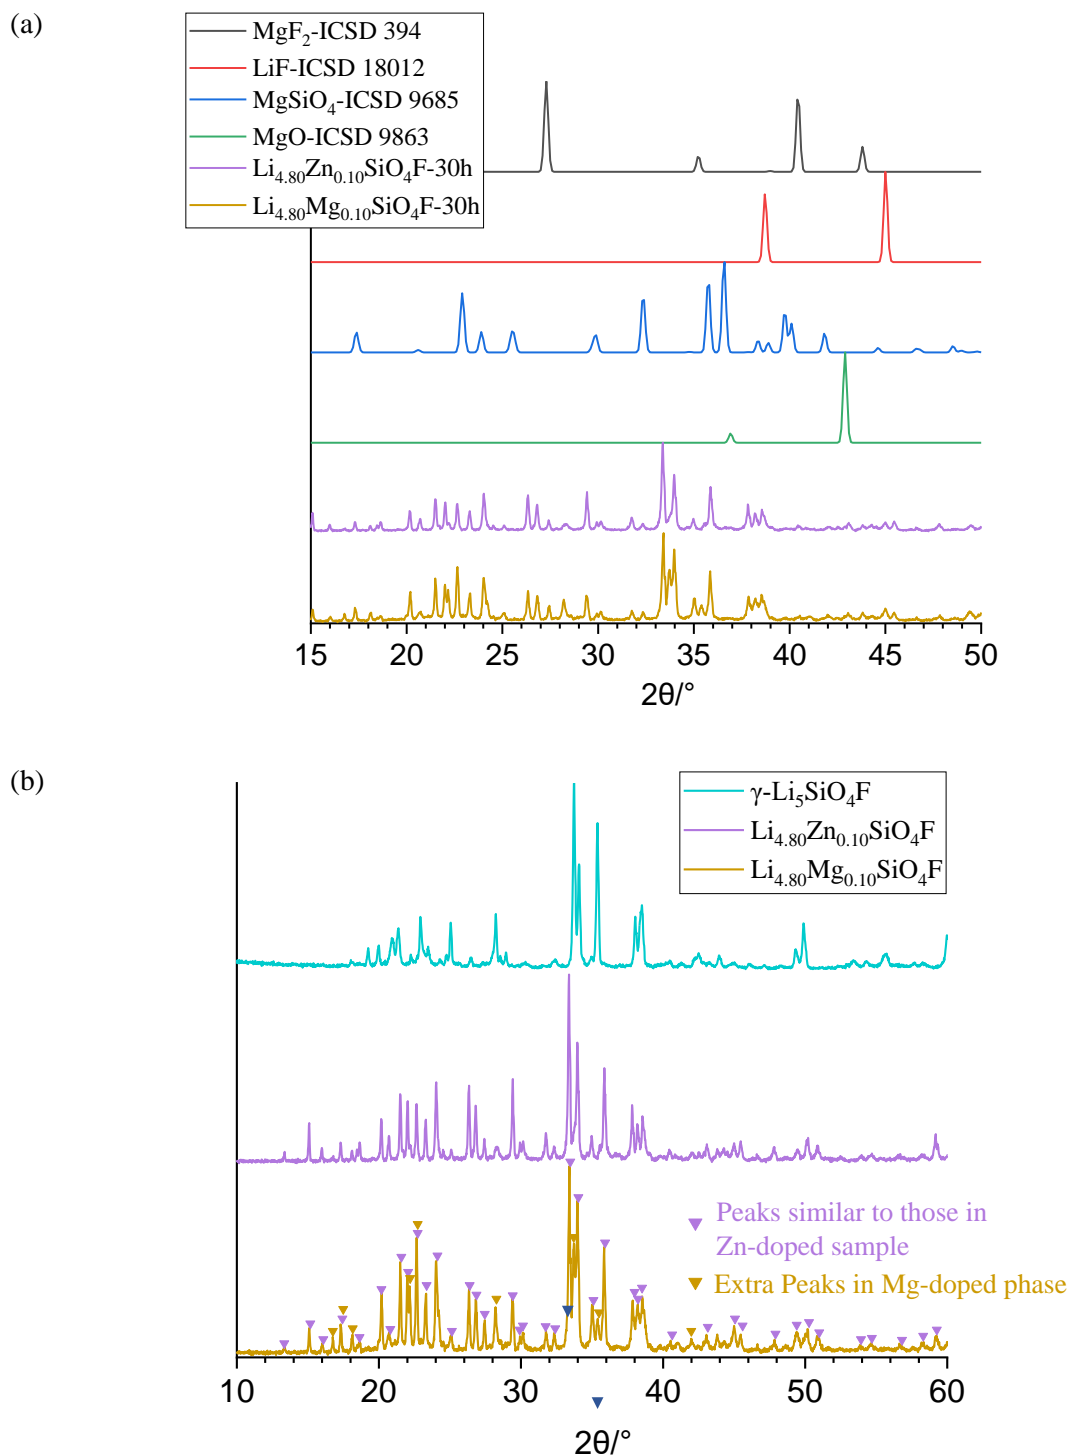 (a)
MgF₂-ICSD 394
LiF-ICSD 18012
MgSiO₄-ICSD 9685
MgO-ICSD 9863
Li₄.₈₀Zn₀.₁₀SiO₄F-30h
Li₄.₈₀Mg₀.₁₀SiO₄F-30h
15 20 25 30 35 40 45 50
2θ/°
(b)
γ-Li₅SiO₄F
Li₄.₈₀Zn₀.₁₀SiO₄F
Li₄.₈₀Mg₀.₁₀SiO₄F
Peaks similar to those in
Zn-doped sample
Extra Peaks in Mg-doped phase
10 20 30 40 50 60
2θ/°